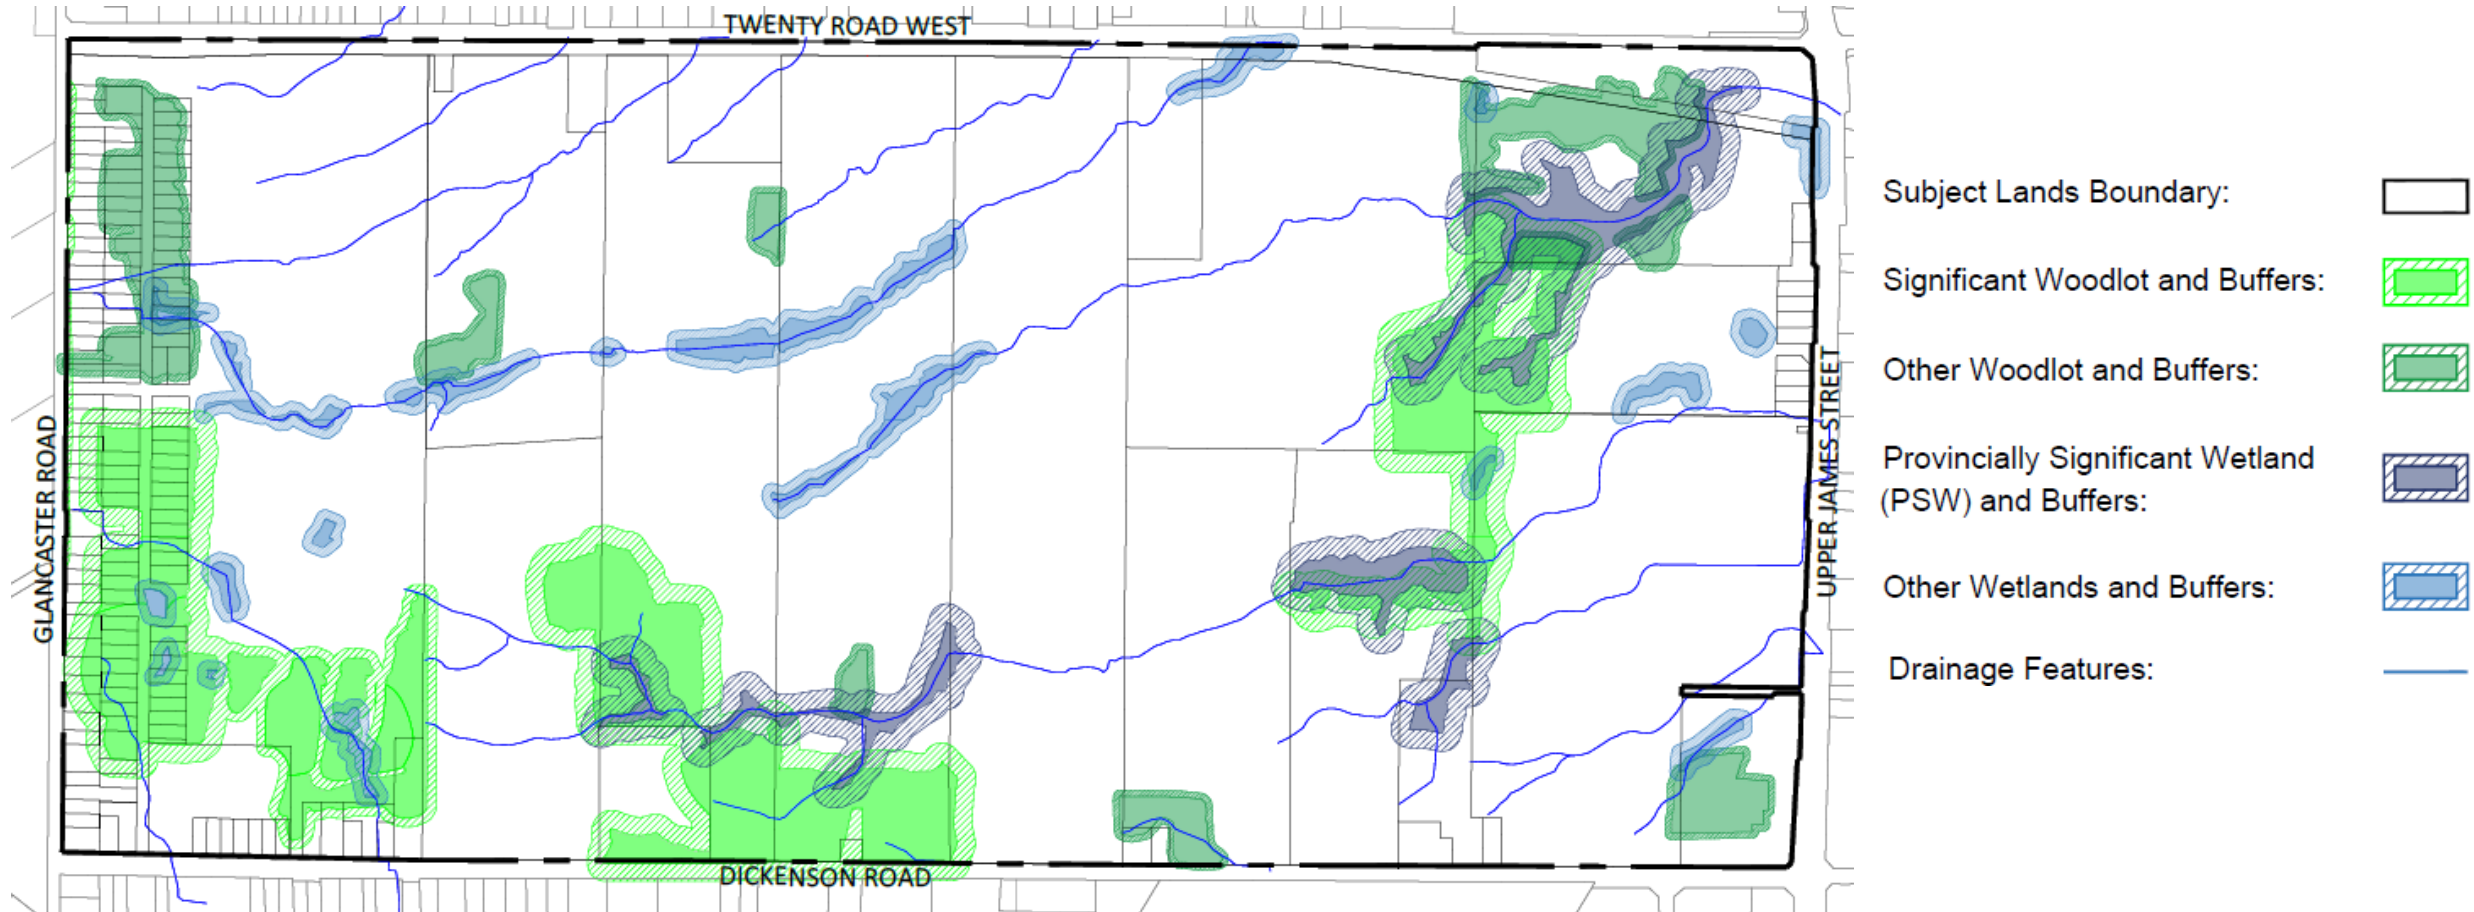 TWENTY ROAD WEST
GLANCASTER ROAD
UPPER JAMES STREET
DICKENSON ROAD
Subject Lands Boundary:
Significant Woodlot and Buffers:
Other Woodlot and Buffers:
Provincially Significant Wetland
(PSW) and Buffers:
Other Wetlands and Buffers:
Drainage Features: